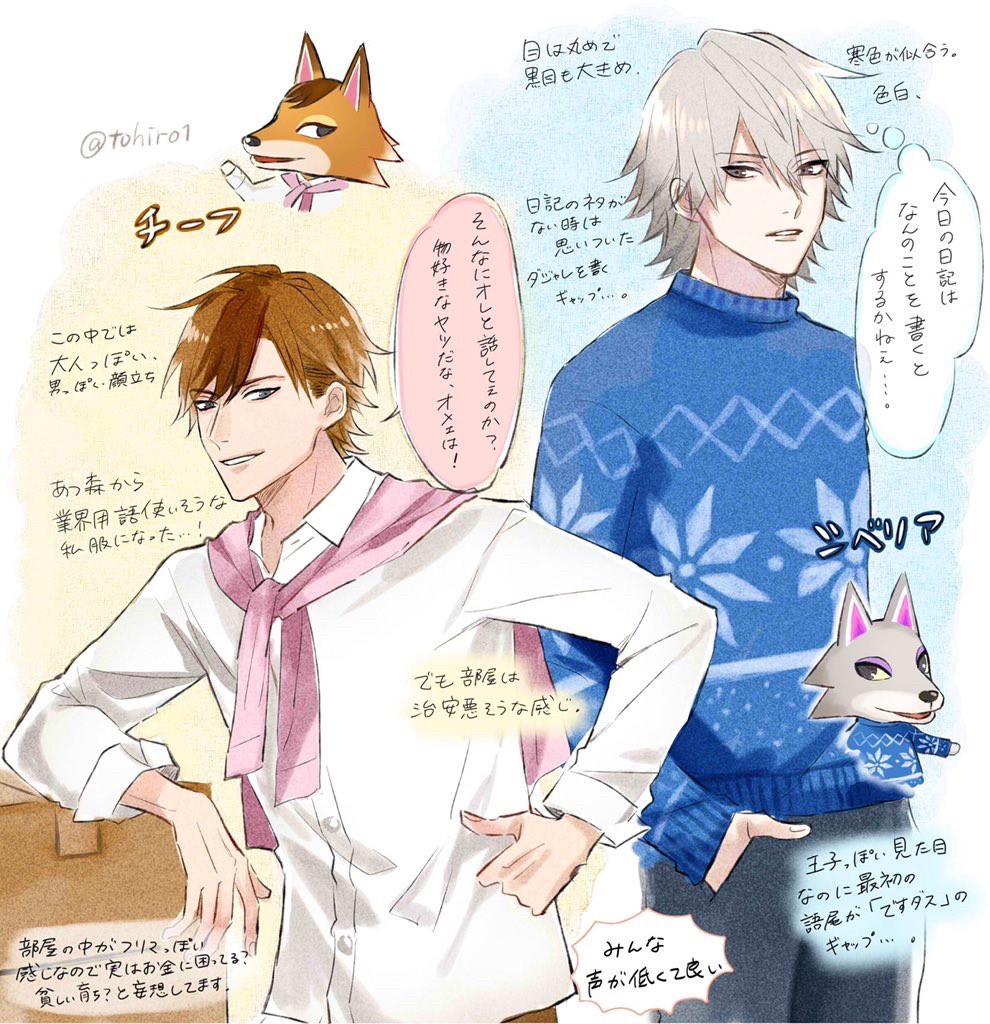 @tohiro1
チーフ
この中では
大人っぽい、
男っぽい顔立ち
あつ森から
業界用語使いそうな
私服になった…!
そんなにオレと話してェのか?
物好きなヤツだな、オメェは!
でも部屋は
治安悪そうな感じ。
部屋の中がフリマっぽい
感じなので実はお金に困ってる?
貧しい育ち?と妄想してます。
目は丸めで
黒目も大きめ.
寒色が似合う。
色白、
日記のネタが
ない時は
思いついた
ダジャレを書く
ギャップ…。
今日の日記は
なんのことを書くと
するかねぇ……。
シベリア
王子っぽい見た目
なのに最初の
語尾が「ですダス」の
ギャップ…。
みんな
声が低くて良い